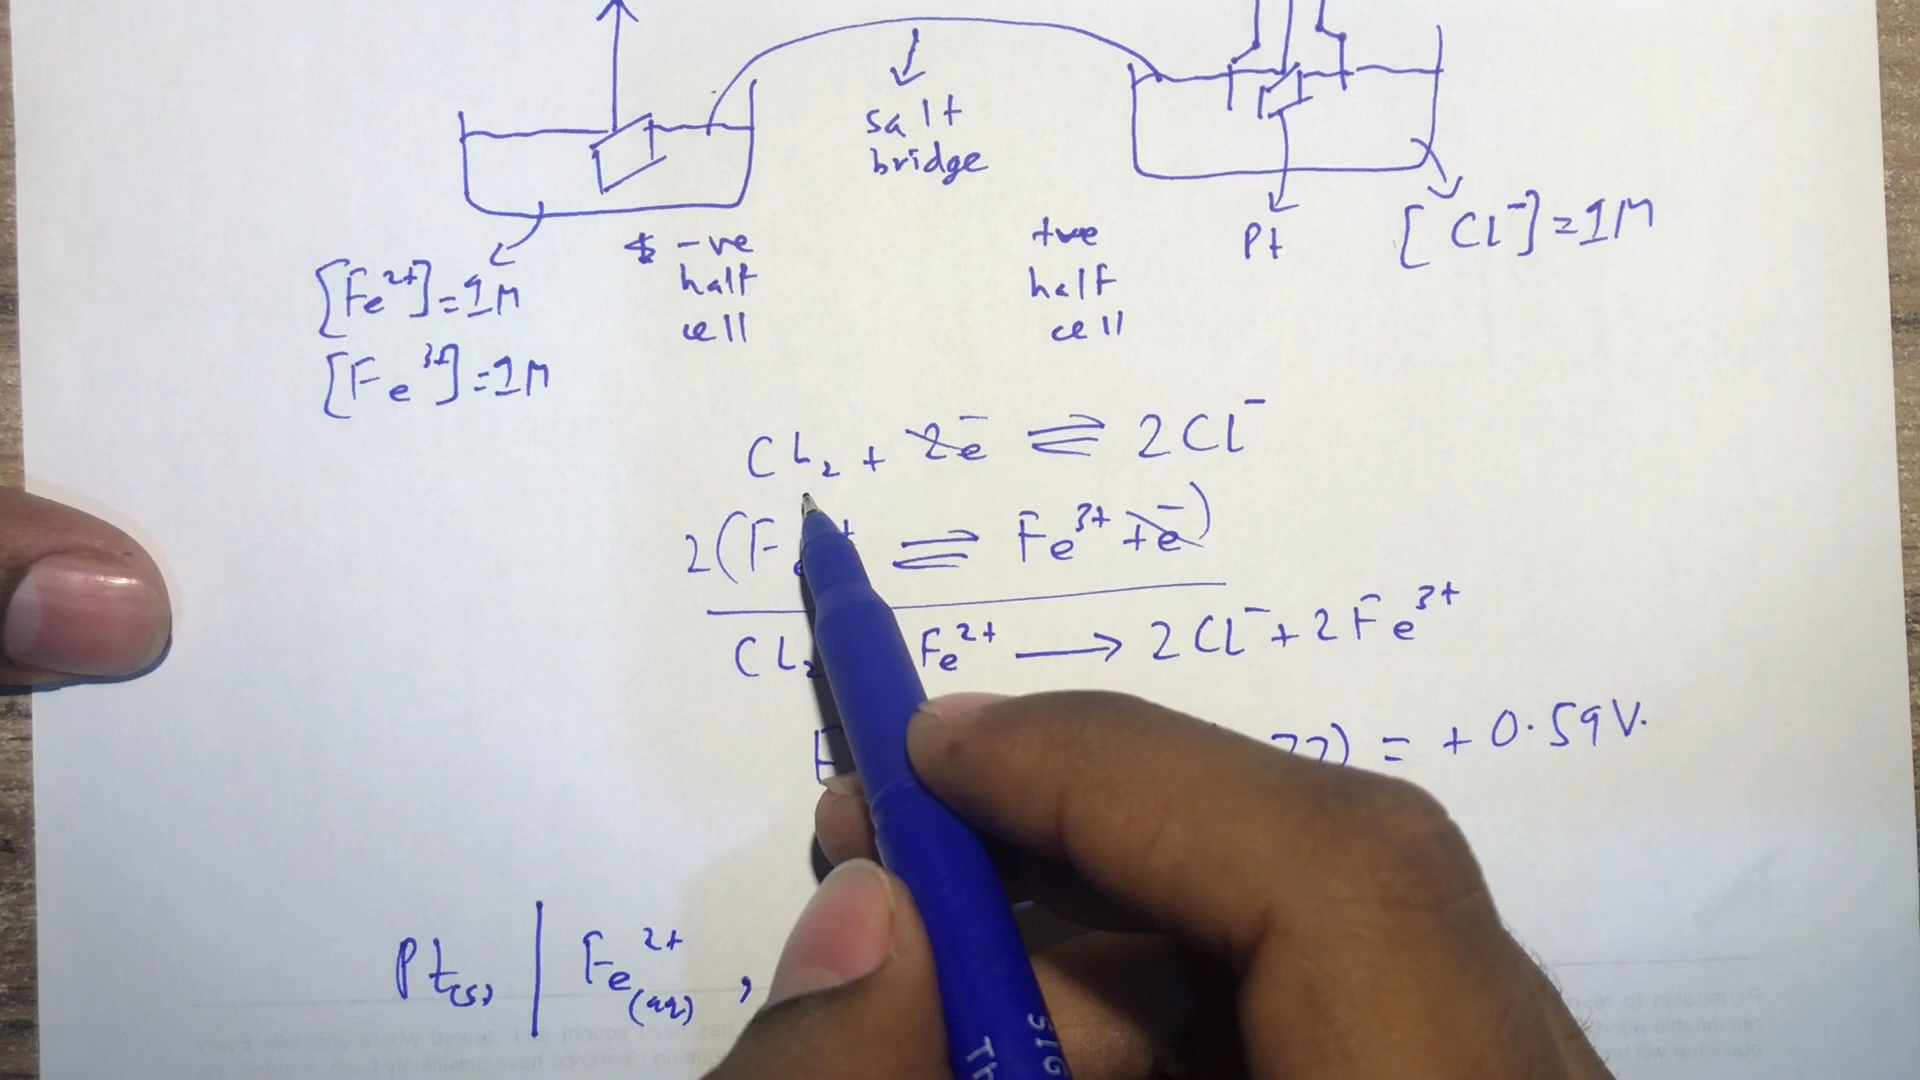 salt
bridge
[Fe²⁺]=1M
[Fe³⁺]=1M
-ve
half
cell
+ve
half
cell
Pt
[Cl⁻]=1M
Cl₂ + 2e⁻ ⇌ 2Cl⁻
2(Fe ⇌ Fe³⁺ + e⁻)
Cl₂ Fe²⁺ ⟶ 2Cl⁻ + 2Fe³⁺
= + 0.59V.
Pt(s) | Fe²⁺(aq) ,